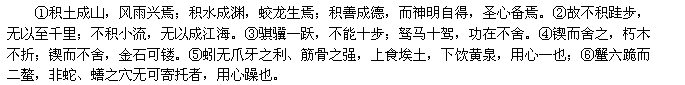 ①积土成山，风雨兴焉；积水成渊，蛟龙生焉；积善成德，而神明自得，圣心备焉。②故不积跬步，
无以至千里；不积小流，无以成江海。③骐骥一跃，不能十步；驽马十驾，功在不舍。④锲而舍之，朽木
不折；锲而不舍，金石可镂。⑤蚓无爪牙之利、筋骨之强，上食埃土，下饮黄泉，用心一也；⑥蟹六跪而
二螯，非蛇、蟮之穴无可寄托者，用心躁也。